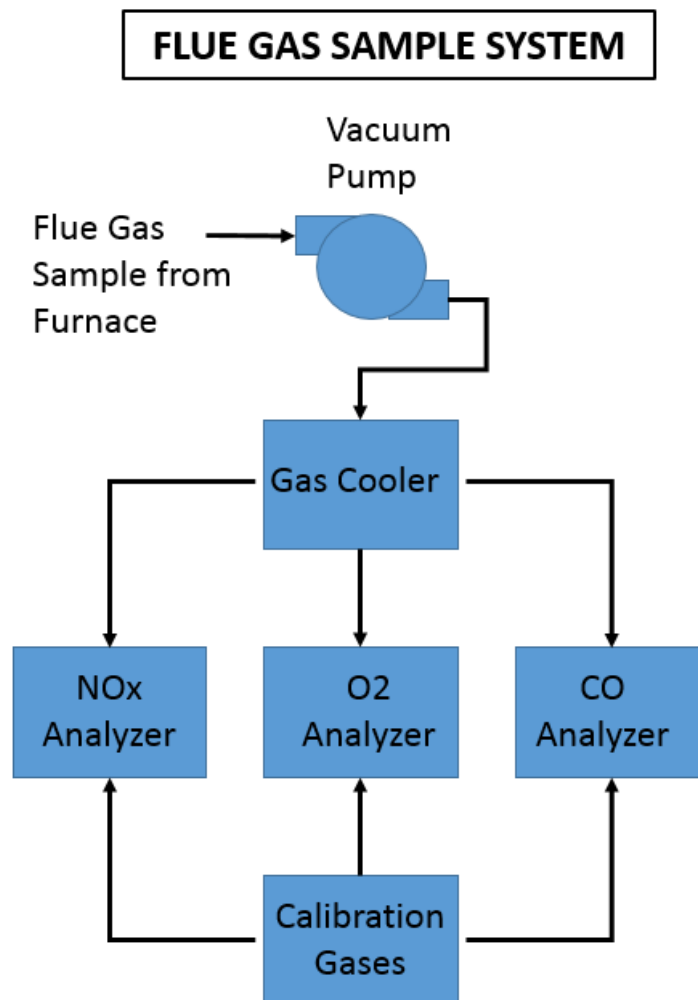 FLUE GAS SAMPLE SYSTEM
Vacuum
Pump
Flue Gas
Sample from
Furnace
Gas Cooler
NOx
Analyzer
O2
Analyzer
CO
Analyzer
Calibration
Gases